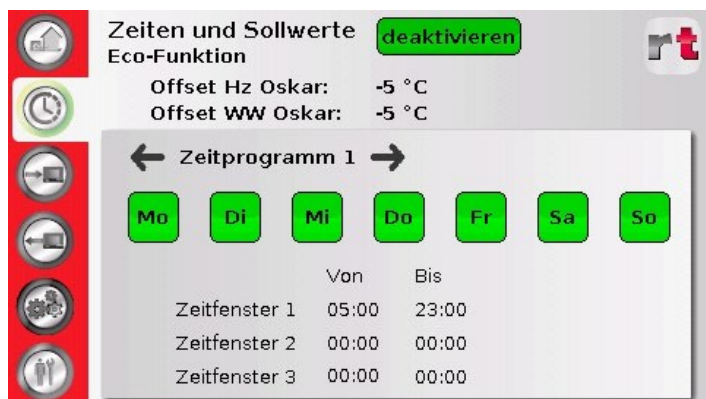 Zeiten und Sollwerte deaktivieren
Eco-Funktion
rt
Offset Hz Oskar: -5 °C
Offset WW Oskar: -5 °C
Zeitprogramm 1
Mo Di Mi Do Fr Sa So
Von Bis
Zeitfenster 1 05:00 23:00
Zeitfenster 2 00:00 00:00
Zeitfenster 3 00:00 00:00